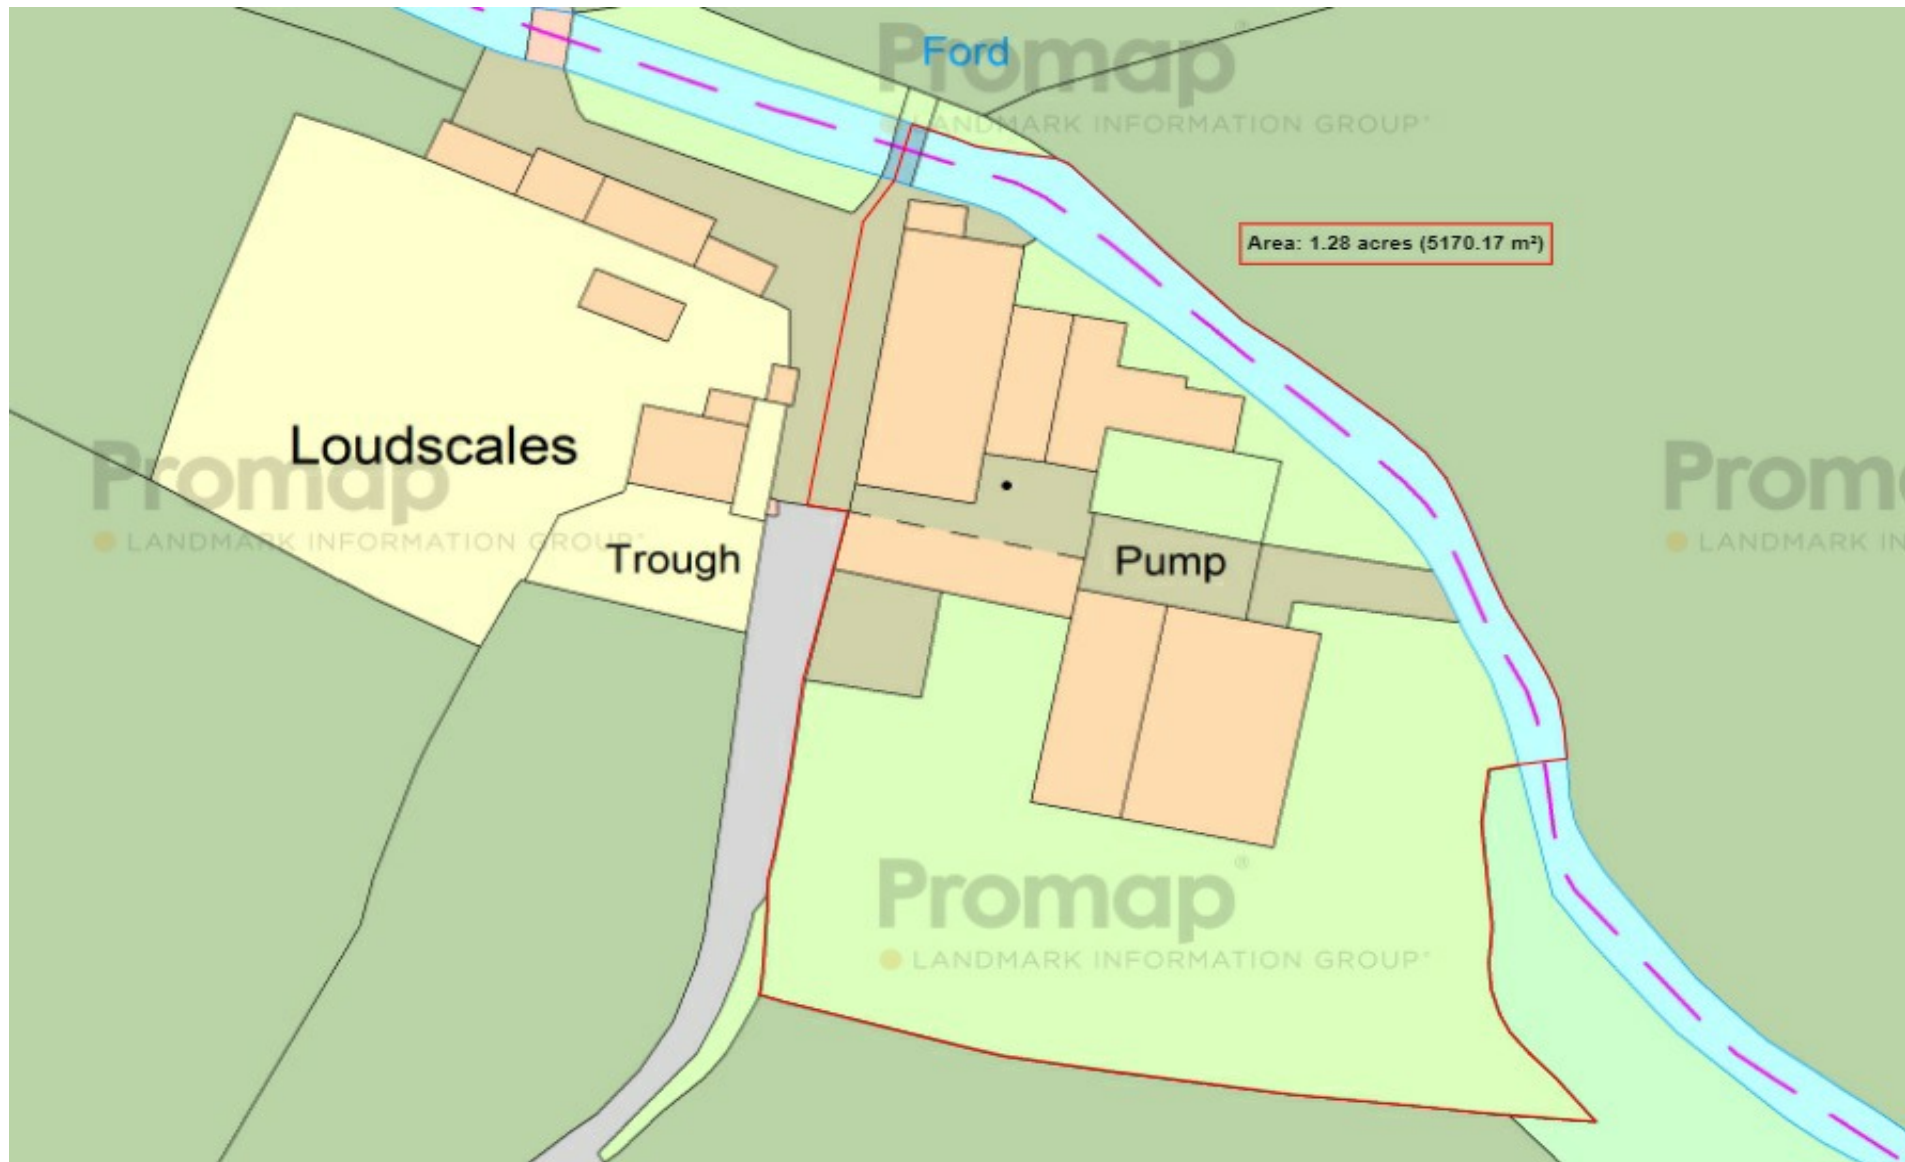 Promap®
Ford
LANDMARK INFORMATION GROUP®
Area: 1.28 acres (5170.17 m²)
Loudscales
Promap
LANDMARK INFORMATION GROUP®
Prom
LANDMARK IN
Trough
Pump
Promap®
LANDMARK INFORMATION GROUP®